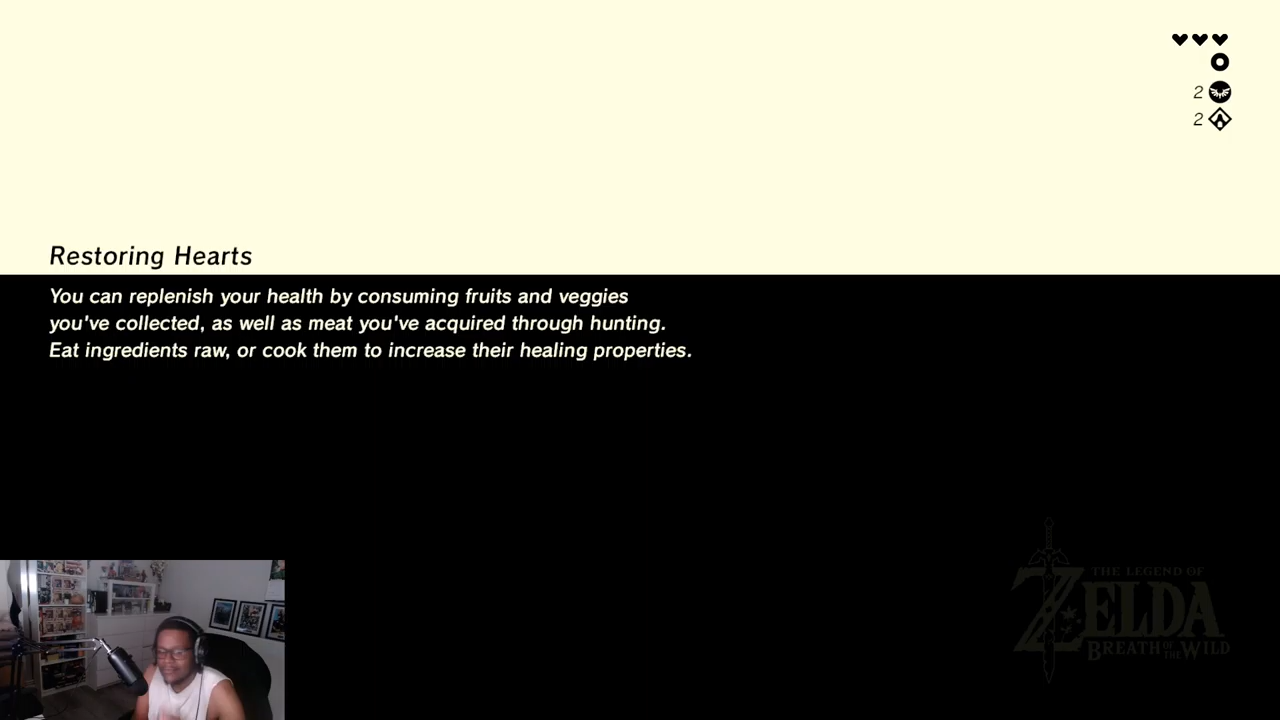 2
2
Restoring Hearts
You can replenish your health by consuming fruits and veggies
you've collected, as well as meat you've acquired through hunting.
Eat ingredients raw, or cook them to increase their healing properties.
THE LEGEND OF
ZELDA
BREATH OF THE WILD